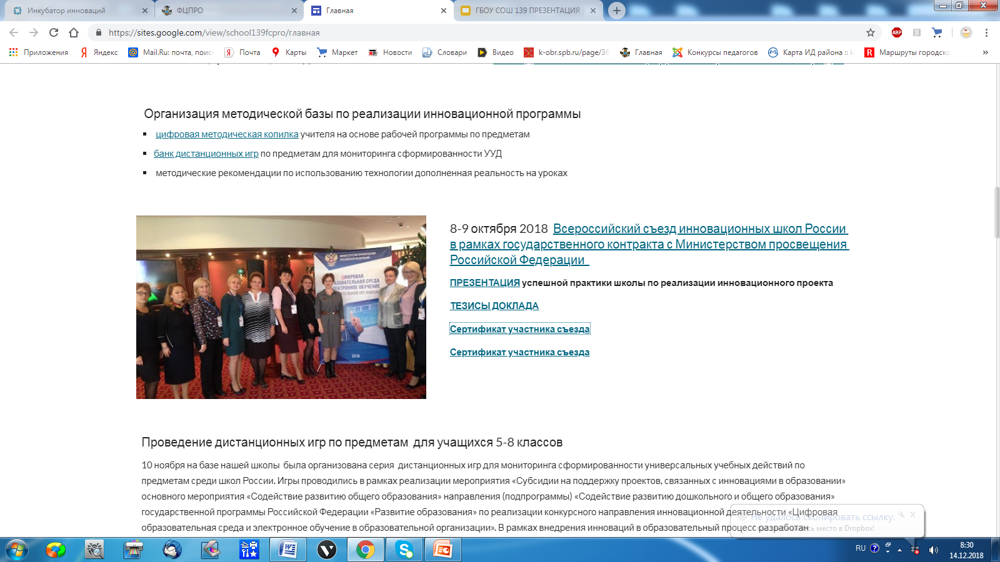 Инкубатор инноваций
ФЦПРО
Главная
ГБОУ СОШ 139 ПРЕЗЕНТАЦИЯ
https://sites.google.com/view/school139fcpro/главная
ABP
Приложения
Яндекс
Mail.Ru: почта, поис
Почта
Карты
Маркет
Новости
Словари
Видео
k-obr.spb.ru/page/36
Главная
Конкурсы педагогов
Карта ИД района ::
Маршруты городско
Организация методической базы по реализации инновационной программы
цифровая методическая копилка учителя на основе рабочей программы по предметам
банк дистанционных игр по предметам для мониторинга сформированности УУД
методические рекомендации по использованию технологии дополненная реальность на уроках
МИНИСТЕРСТВО ПРОСВЕЩЕНИЯ
РОССИЙСКОЙ ФЕДЕРАЦИИ
ЦИФРОВАЯ
АЗОВАТЕЛЬНАЯ СРЕДА
ЕКТРОННОЕ ОБУЧЕНИЕ
2018
8-9 октября 2018 Всероссийский съезд инновационных школ России
в рамках государственного контракта с Министерством просвещения
Российской Федерации
ПРЕЗЕНТАЦИЯ успешной практики школы по реализации инновационного проекта
ТЕЗИСЫ ДОКЛАДА
Сертификат участника съезда
Сертификат участника съезда
Проведение дистанционных игр по предметам для учащихся 5-8 классов
10 ноября на базе нашей школы была организована серия дистанционных игр для мониторинга сформированности универсальных учебных действий по
предметам среди школ России. Игры проводились в рамках реализации мероприятия «Субсидии на поддержку проектов, связанных с инновациями в образовании»
основного мероприятия «Содействие развитию общего образования» направления (подпрограммы) «Содействие развитию дошкольного и общего образования»
государственной программы Российской Федерации «Развитие образования» по реализации конкурсного направления инновационной деятельности «Цифровая
образовательная среда и электронное обучение в образовательной организации». В рамках внедрения инноваций в образовательный процесс разработан
Не удалось скопировать ссылку.
место в Dropbox!
RU
8:30
14.12.2018